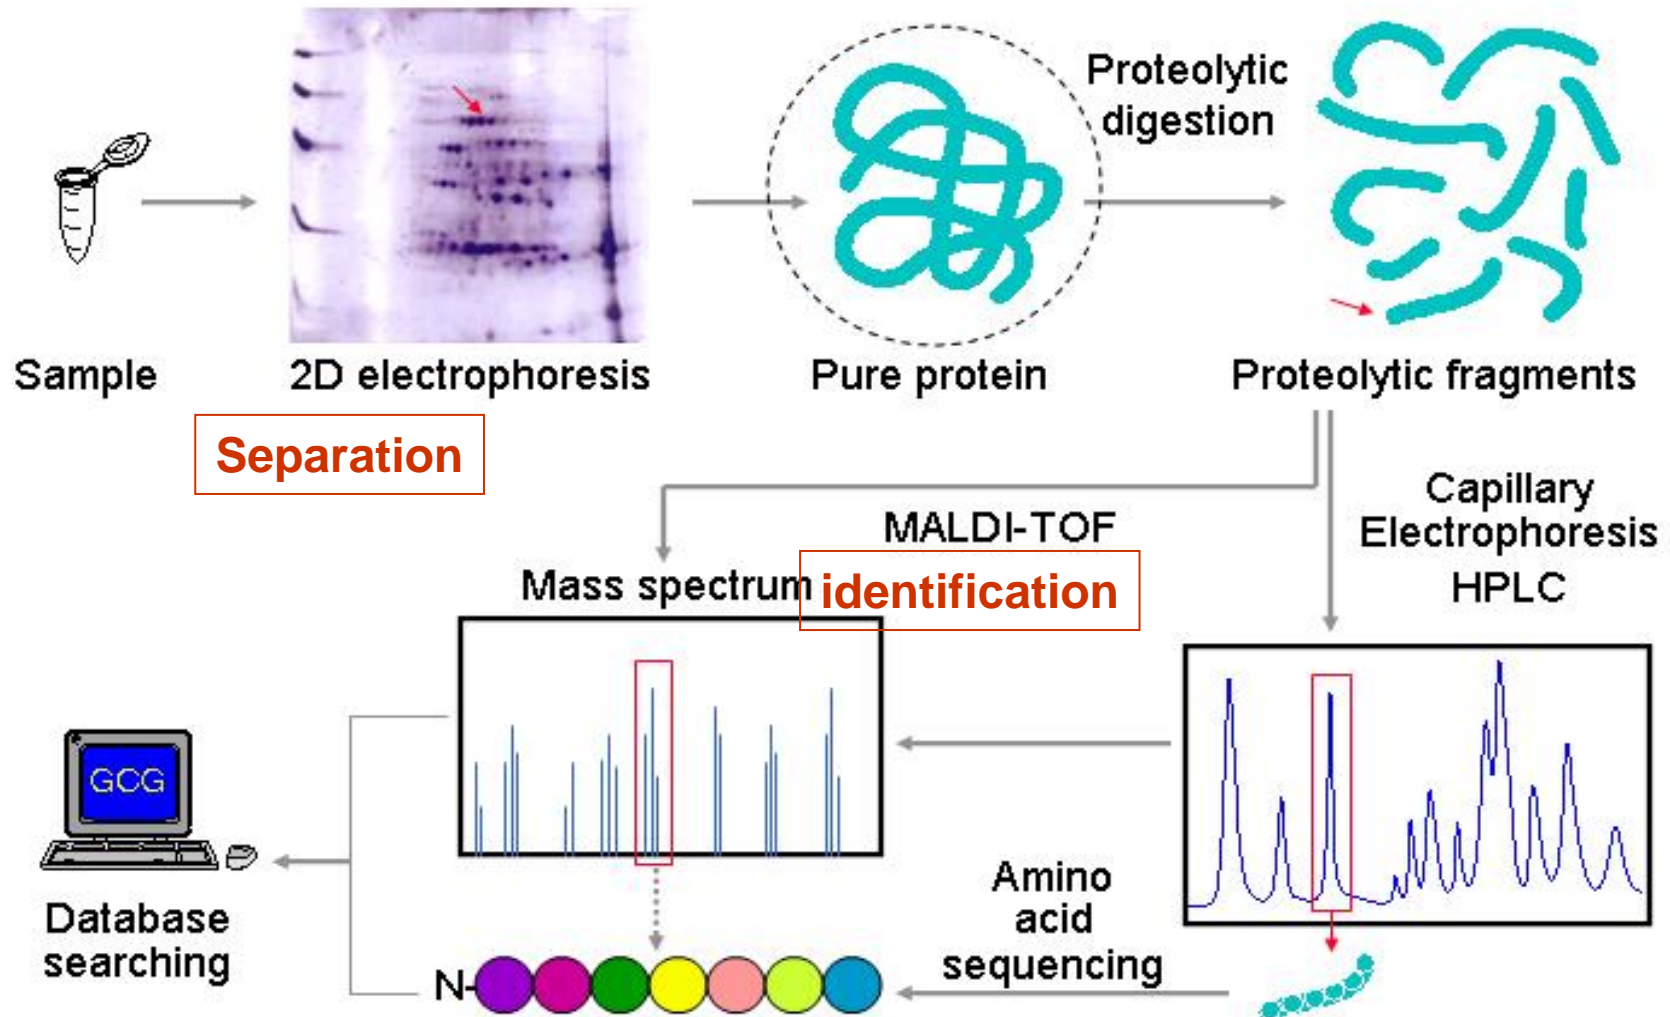 Proteolytic
digestion
Sample
2D electrophoresis
Pure protein
Proteolytic fragments
Separation
Capillary
Electrophoresis
HPLC
MALDI-TOF
Mass spectrum
identification
GCG
Database
searching
Amino
acid
sequencing
N-